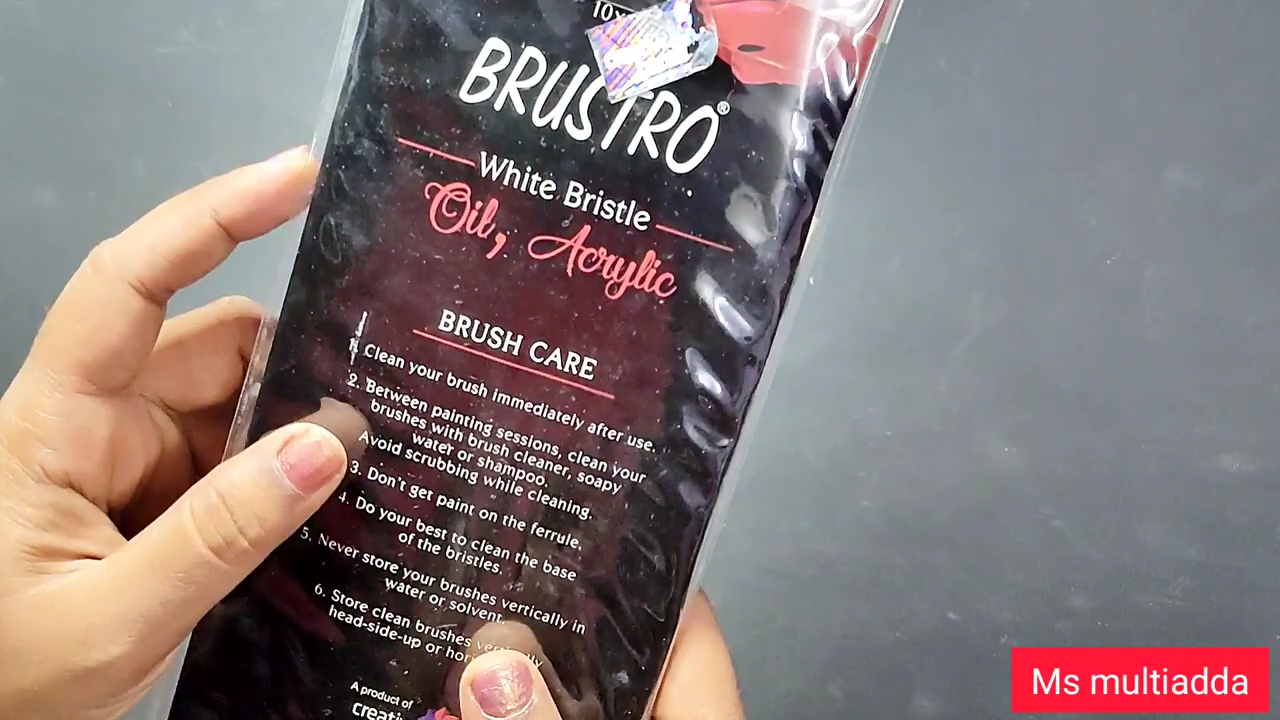 BRUSTRO®
White Bristle
Oil, Acrylic
BRUSH CARE
1. Clean your brush immediately after use.
2. Between painting sessions, clean your
brushes with brush cleaner, soapy
water or shampoo.
Avoid scrubbing while cleaning.
3. Don't get paint on the ferrule.
4. Do your best to clean the base
of the bristles.
5. Never store your brushes vertically in
water or solvent.
6. Store clean brushes vertically
head-side-up or
A product of
Ms multiadda